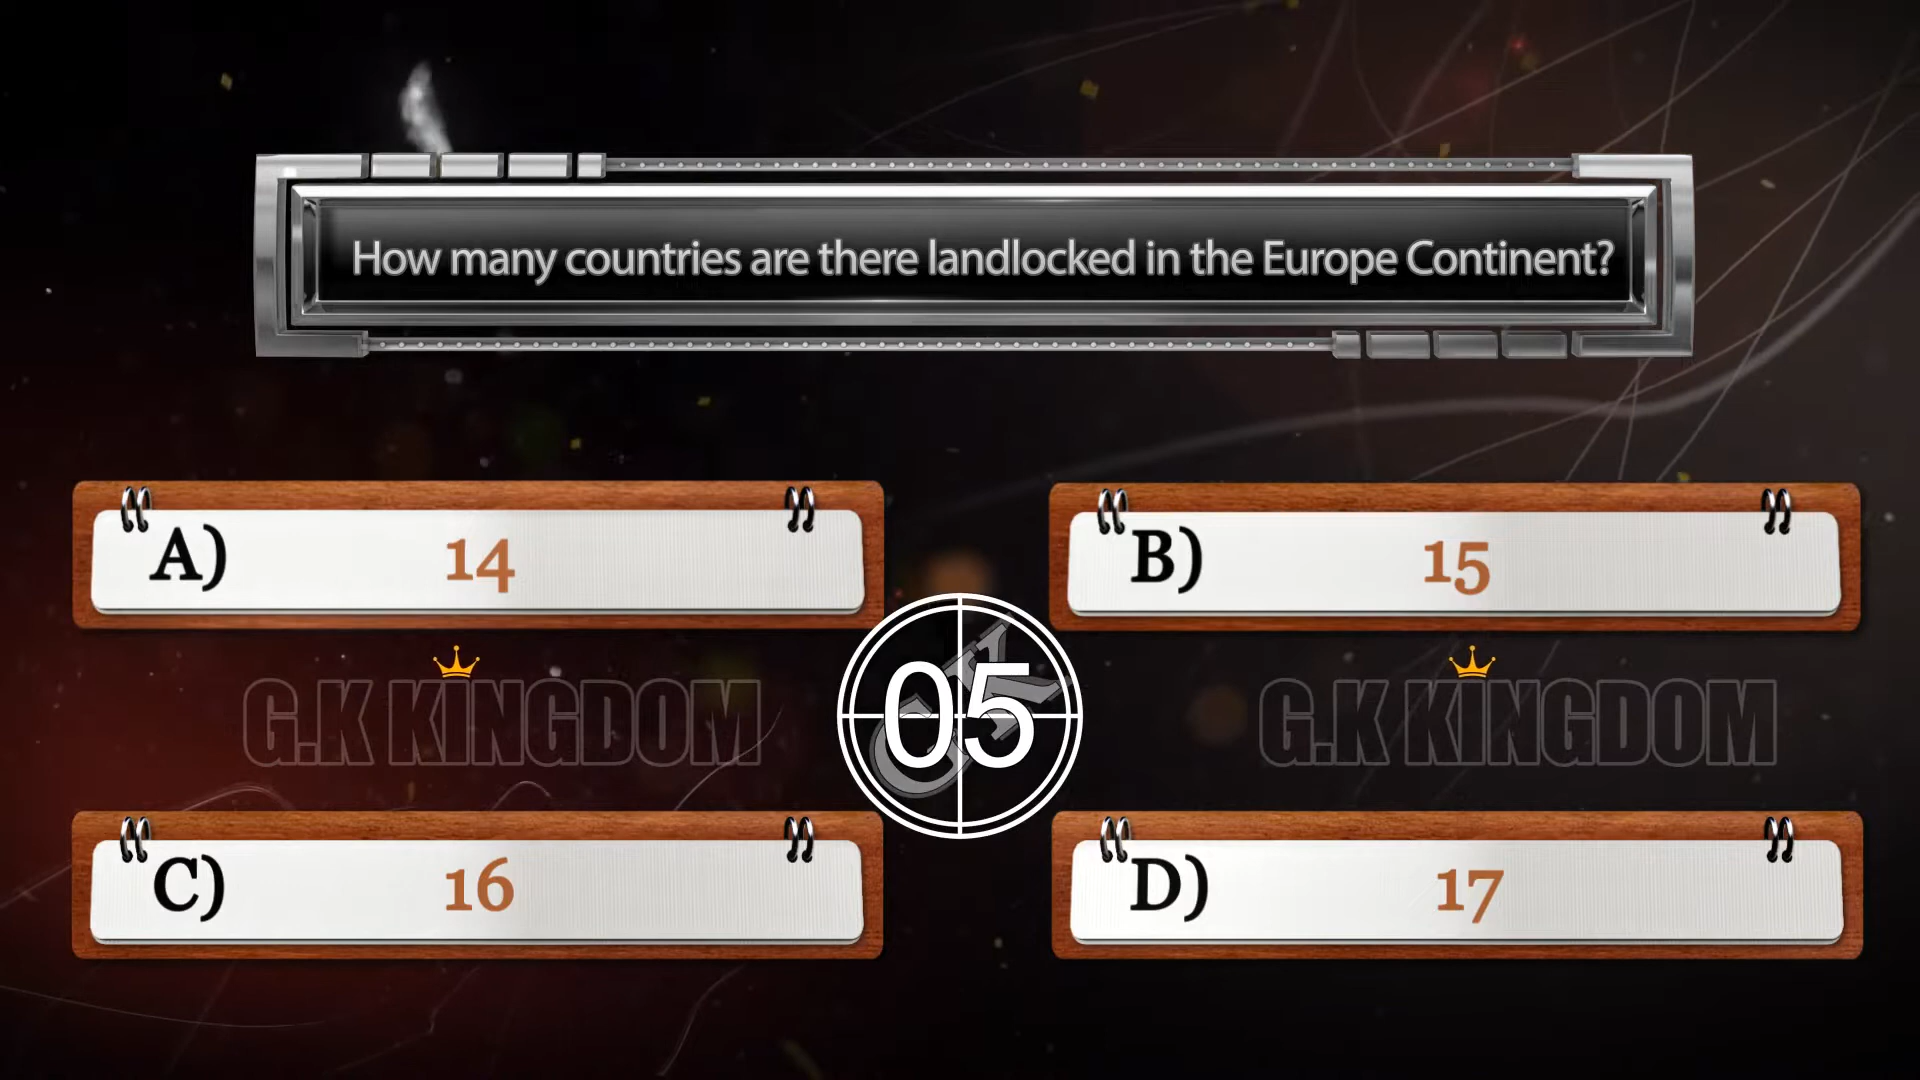 How many countries are there landlocked in the Europe Continent?
A) 14
B) 15
G.K KINGDOM
05
G.K KINGDOM
C) 16
D) 17